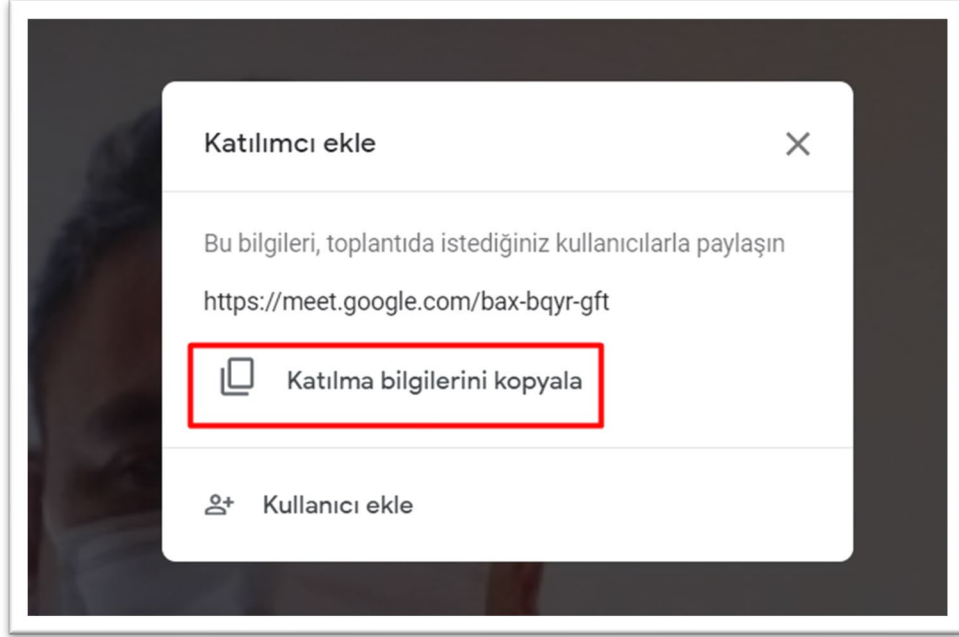 Katılımcı ekle
Bu bilgileri, toplantıda istediğiniz kullanıcılarla paylaşın
https://meet.google.com/bax-bqyr-gft
Katılma bilgilerini kopyala
Kullanıcı ekle